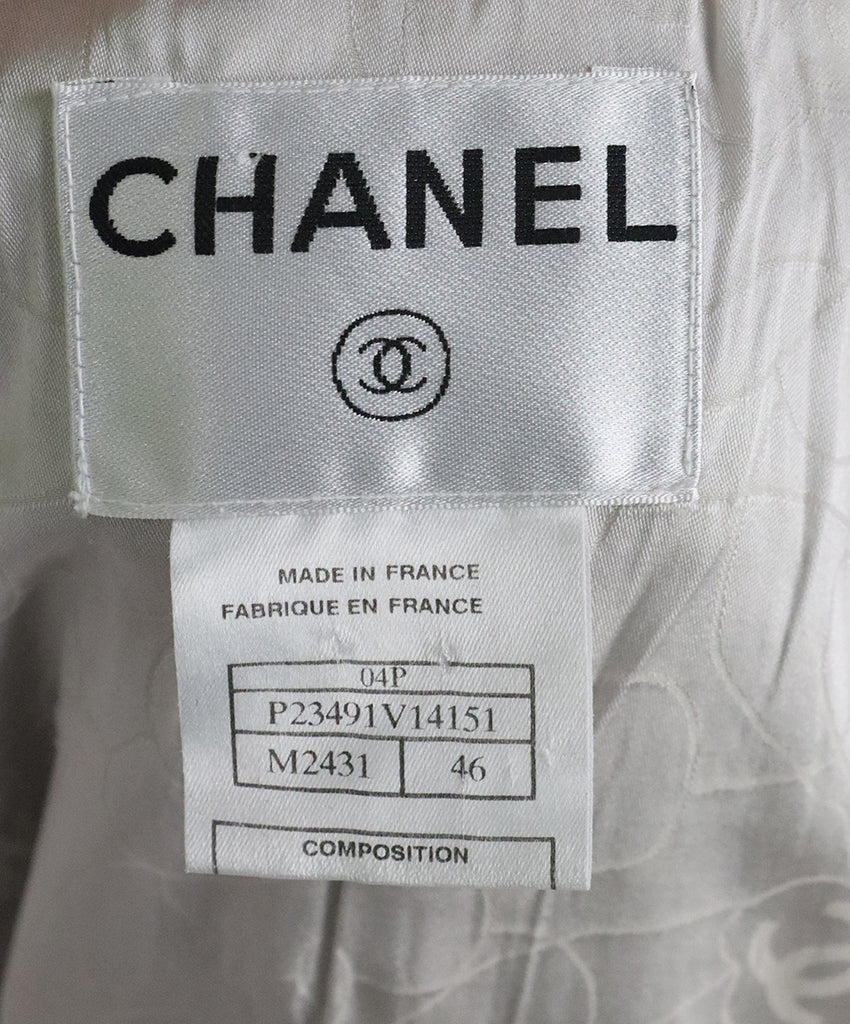 CHANEL
MADE IN FRANCE
FABRIQUE EN FRANCE
04P
P23491V14151
M2431 46
COMPOSITION